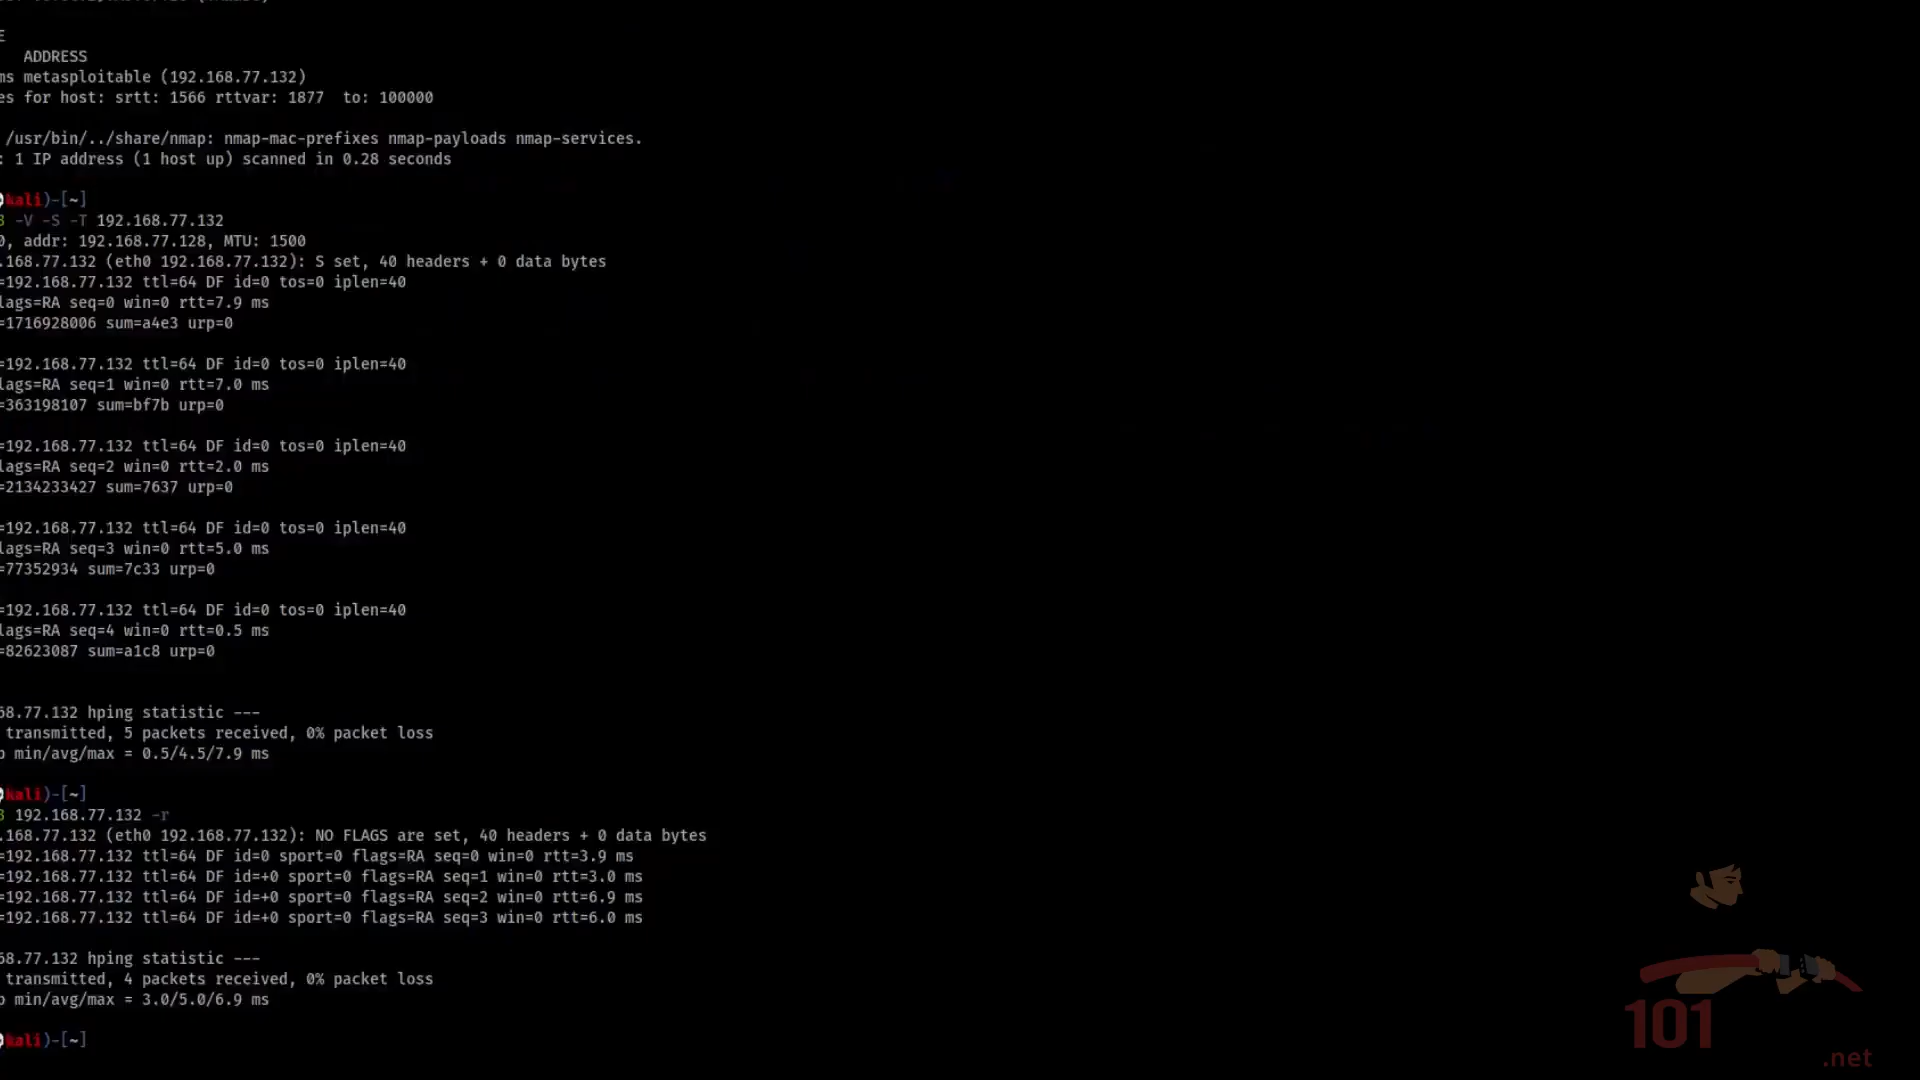 E
ADDRESS
ms metasploitable (192.168.77.132)
es for host: srtt: 1566 rttvar: 1877  to: 100000
/usr/bin/../share/nmap: nmap-mac-prefixes nmap-payloads nmap-services.
: 1 IP address (1 host up) scanned in 0.28 seconds
kali)-[~]
3 -V -S -T 192.168.77.132
0, addr: 192.168.77.128, MTU: 1500
.168.77.132 (eth0 192.168.77.132): S set, 40 headers + 0 data bytes
=192.168.77.132 ttl=64 DF id=0 tos=0 iplen=40
lags=RA seq=0 win=0 rtt=7.9 ms
=1716928006 sum=a4e3 urp=0
=192.168.77.132 ttl=64 DF id=0 tos=0 iplen=40
lags=RA seq=1 win=0 rtt=7.0 ms
=363198107 sum=bf7b urp=0
=192.168.77.132 ttl=64 DF id=0 tos=0 iplen=40
lags=RA seq=2 win=0 rtt=2.0 ms
=2134233427 sum=7637 urp=0
=192.168.77.132 ttl=64 DF id=0 tos=0 iplen=40
lags=RA seq=3 win=0 rtt=5.0 ms
=77352934 sum=7c33 urp=0
=192.168.77.132 ttl=64 DF id=0 tos=0 iplen=40
lags=RA seq=4 win=0 rtt=0.5 ms
=82623087 sum=a1c8 urp=0
68.77.132 hping statistic ---
transmitted, 5 packets received, 0% packet loss
p min/avg/max = 0.5/4.5/7.9 ms
kali)-[~]
3 192.168.77.132 -r
.168.77.132 (eth0 192.168.77.132): NO FLAGS are set, 40 headers + 0 data bytes
=192.168.77.132 ttl=64 DF id=0 sport=0 flags=RA seq=0 win=0 rtt=3.9 ms
=192.168.77.132 ttl=64 DF id=+0 sport=0 flags=RA seq=1 win=0 rtt=3.0 ms
=192.168.77.132 ttl=64 DF id=+0 sport=0 flags=RA seq=2 win=0 rtt=6.9 ms
=192.168.77.132 ttl=64 DF id=+0 sport=0 flags=RA seq=3 win=0 rtt=6.0 ms
68.77.132 hping statistic ---
transmitted, 4 packets received, 0% packet loss
p min/avg/max = 3.0/5.0/6.9 ms
kali)-[~]
101
.net